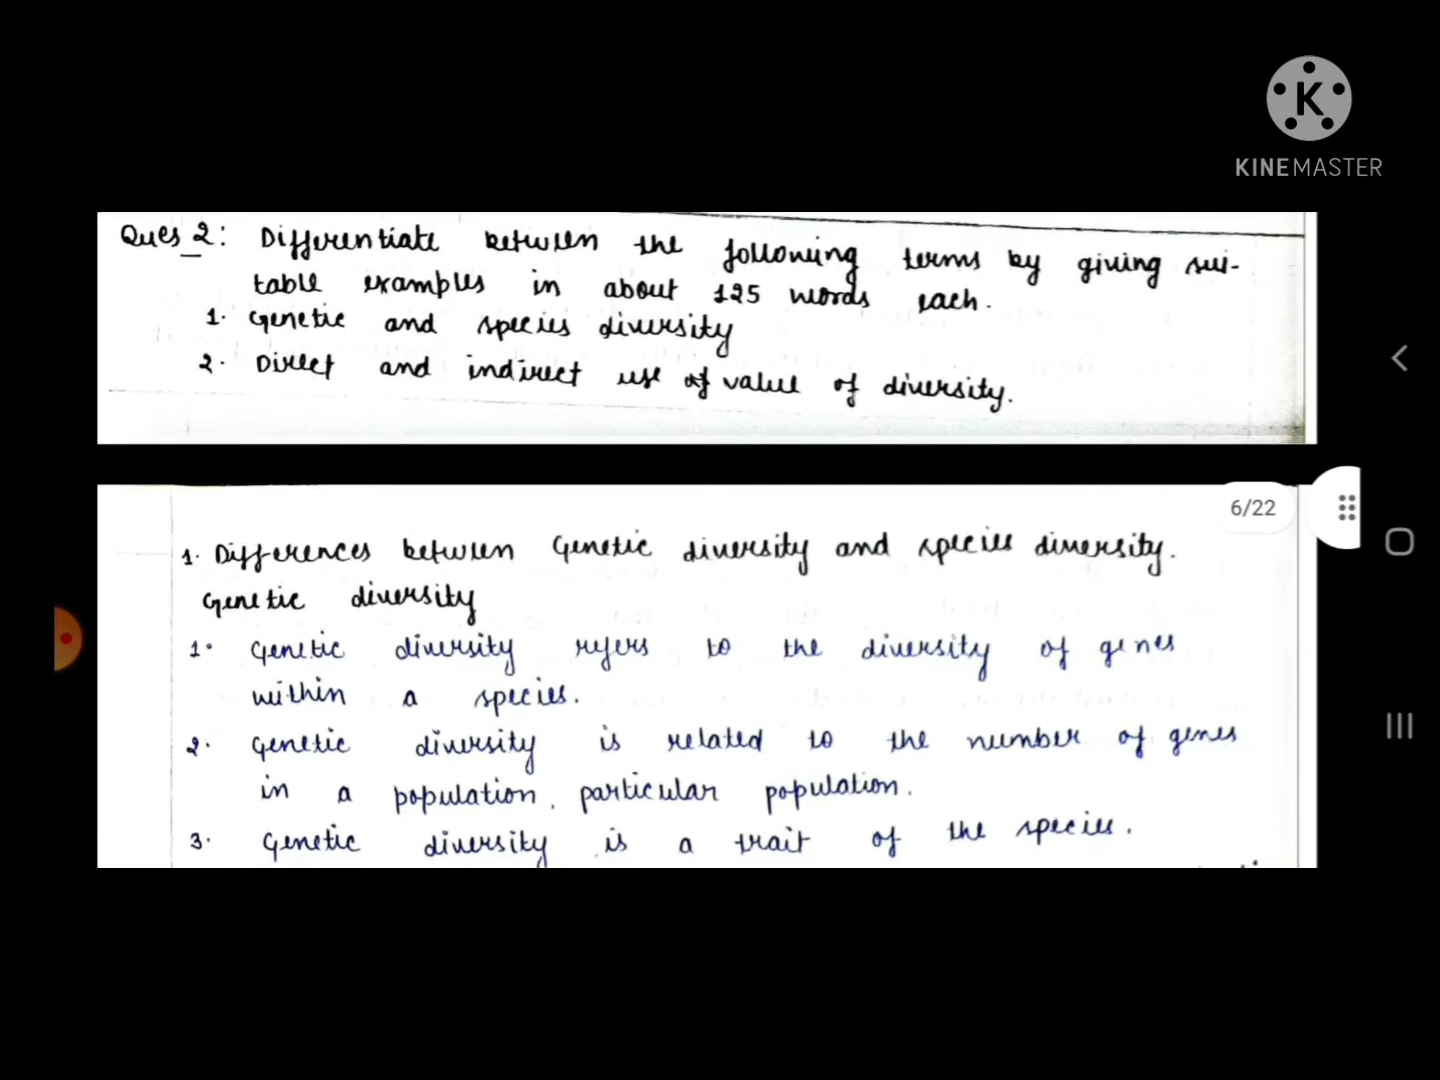 K
KINEMASTER
Ques 2: Differentiate between the following terms by giving sui-
table examples in about 125 words each.
1. Genetic and species diversity
2. Direct and indirect use of value of diversity.
6/22
1. Differences between Genetic diversity and species diversity.
Genetic diversity
1. Genetic diversity refers to the diversity of genes
within a species.
2. Genetic diversity is related to the number of genes
in a population. particular population.
3. Genetic diversity is a trait of the species.